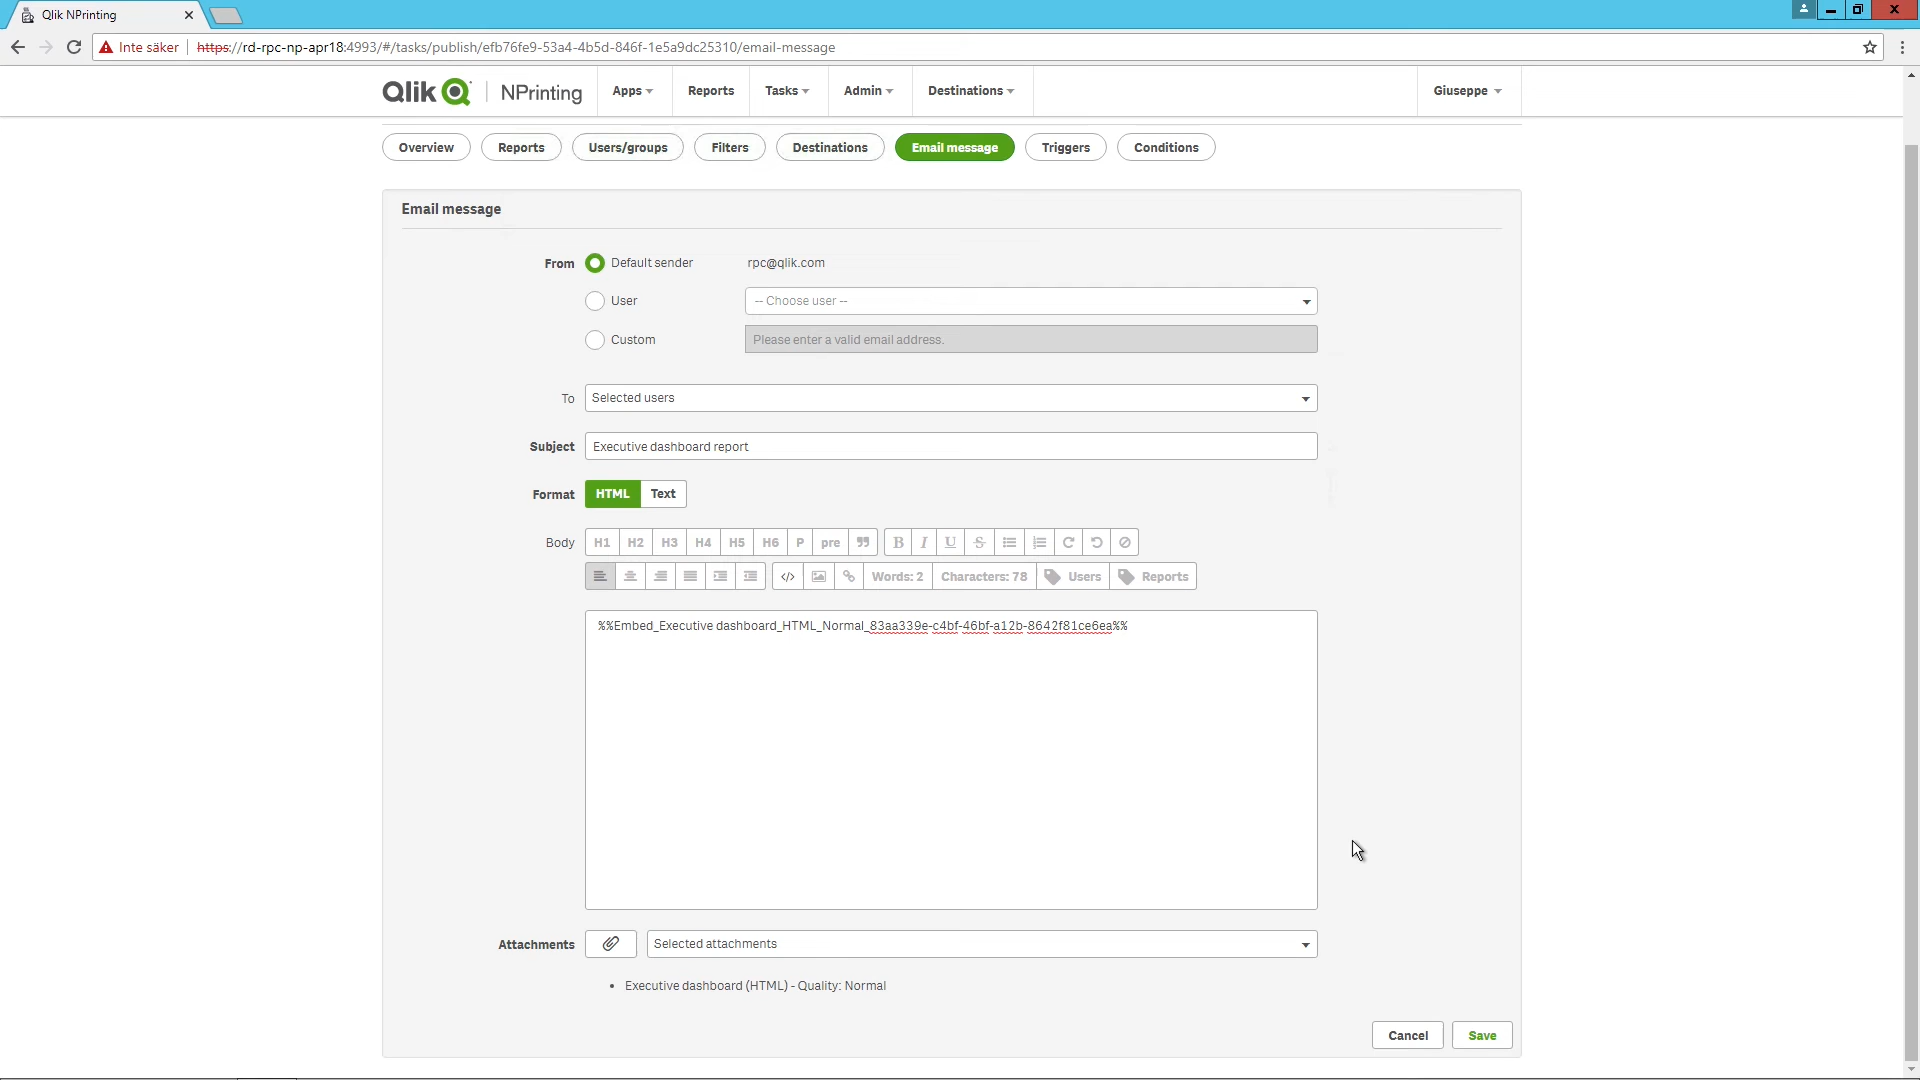 Qlik NPrinting
Inte säker https://rd-rpc-np-apr18:4993/#/tasks/publish/efb76fe9-53a4-4b5d-846f-1e5a9dc25310/email-message
Qlik NPrinting Apps Reports Tasks Admin Destinations Giuseppe
Overview Reports Users/groups Filters Destinations Email message Triggers Conditions
Email message
From Default sender rpc@qlik.com
User -- Choose user --
Custom Please enter a valid email address.
To Selected users
Subject Executive dashboard report
Format HTML Text
Body H1 H2 H3 H4 H5 H6 P pre B I U S
Words: 2 Characters: 78 Users Reports
%%Embed_Executive dashboard_HTML_Normal_83aa339e-c4bf-46bf-a12b-8642f81ce6ea%%
Attachments Selected attachments
• Executive dashboard (HTML) - Quality: Normal
Cancel Save